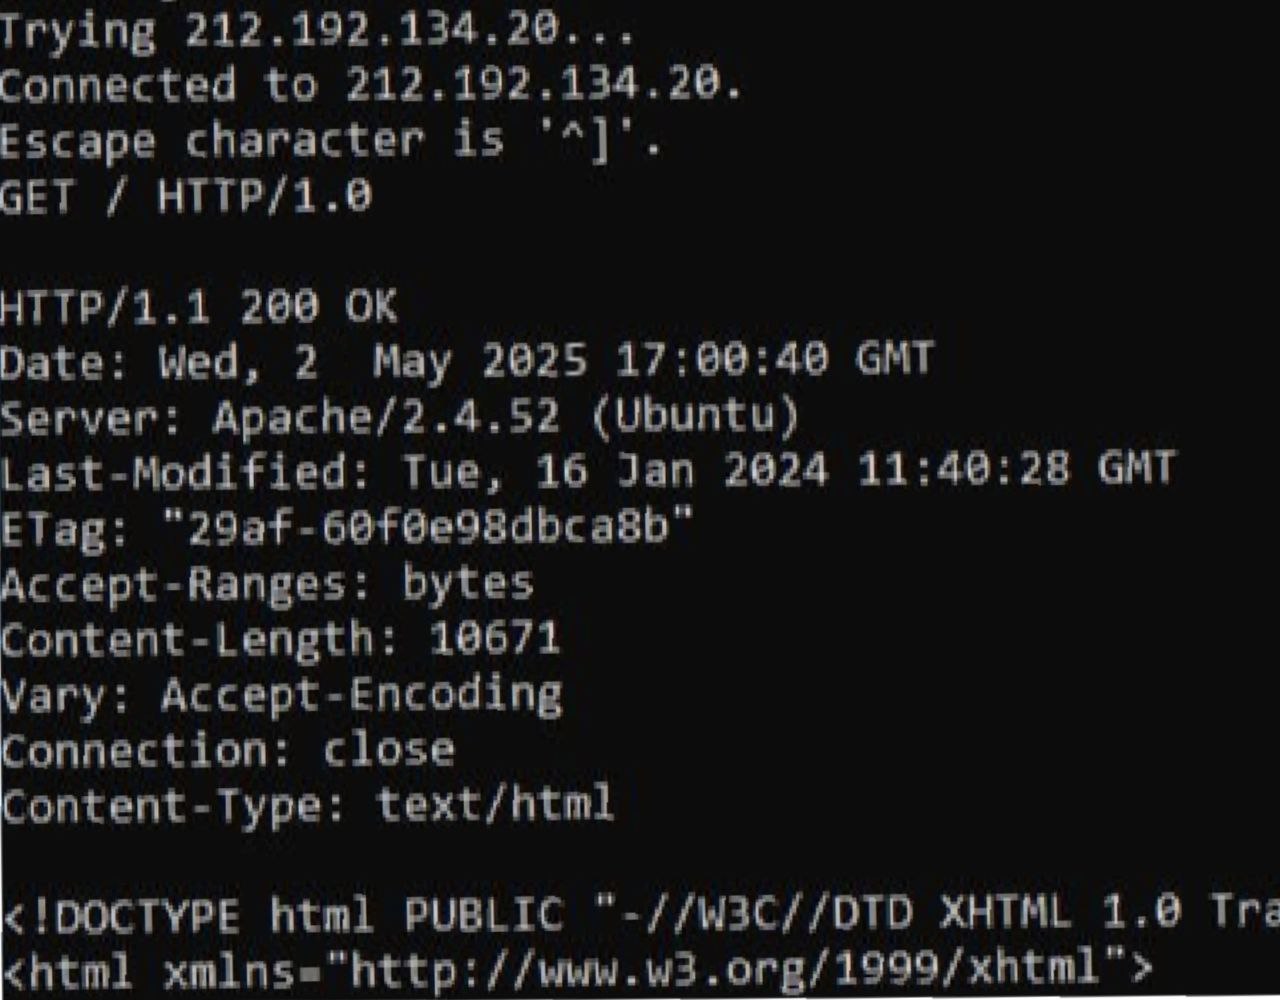 Trying 212.192.134.20...
Connected to 212.192.134.20.
Escape character is '^]'.
GET / HTTP/1.0
HTTP/1.1 200 OK
Date: Wed, 2  May 2025 17:00:40 GMT
Server: Apache/2.4.52 (Ubuntu)
Last-Modified: Tue, 16 Jan 2024 11:40:28 GMT
ETag: "29af-60f0e98dbca8b"
Accept-Ranges: bytes
Content-Length: 10671
Vary: Accept-Encoding
Connection: close
Content-Type: text/html
<!DOCTYPE html PUBLIC "-//W3C//DTD XHTML 1.0 Tra
<html xmlns="http://www.w3.org/1999/xhtml">